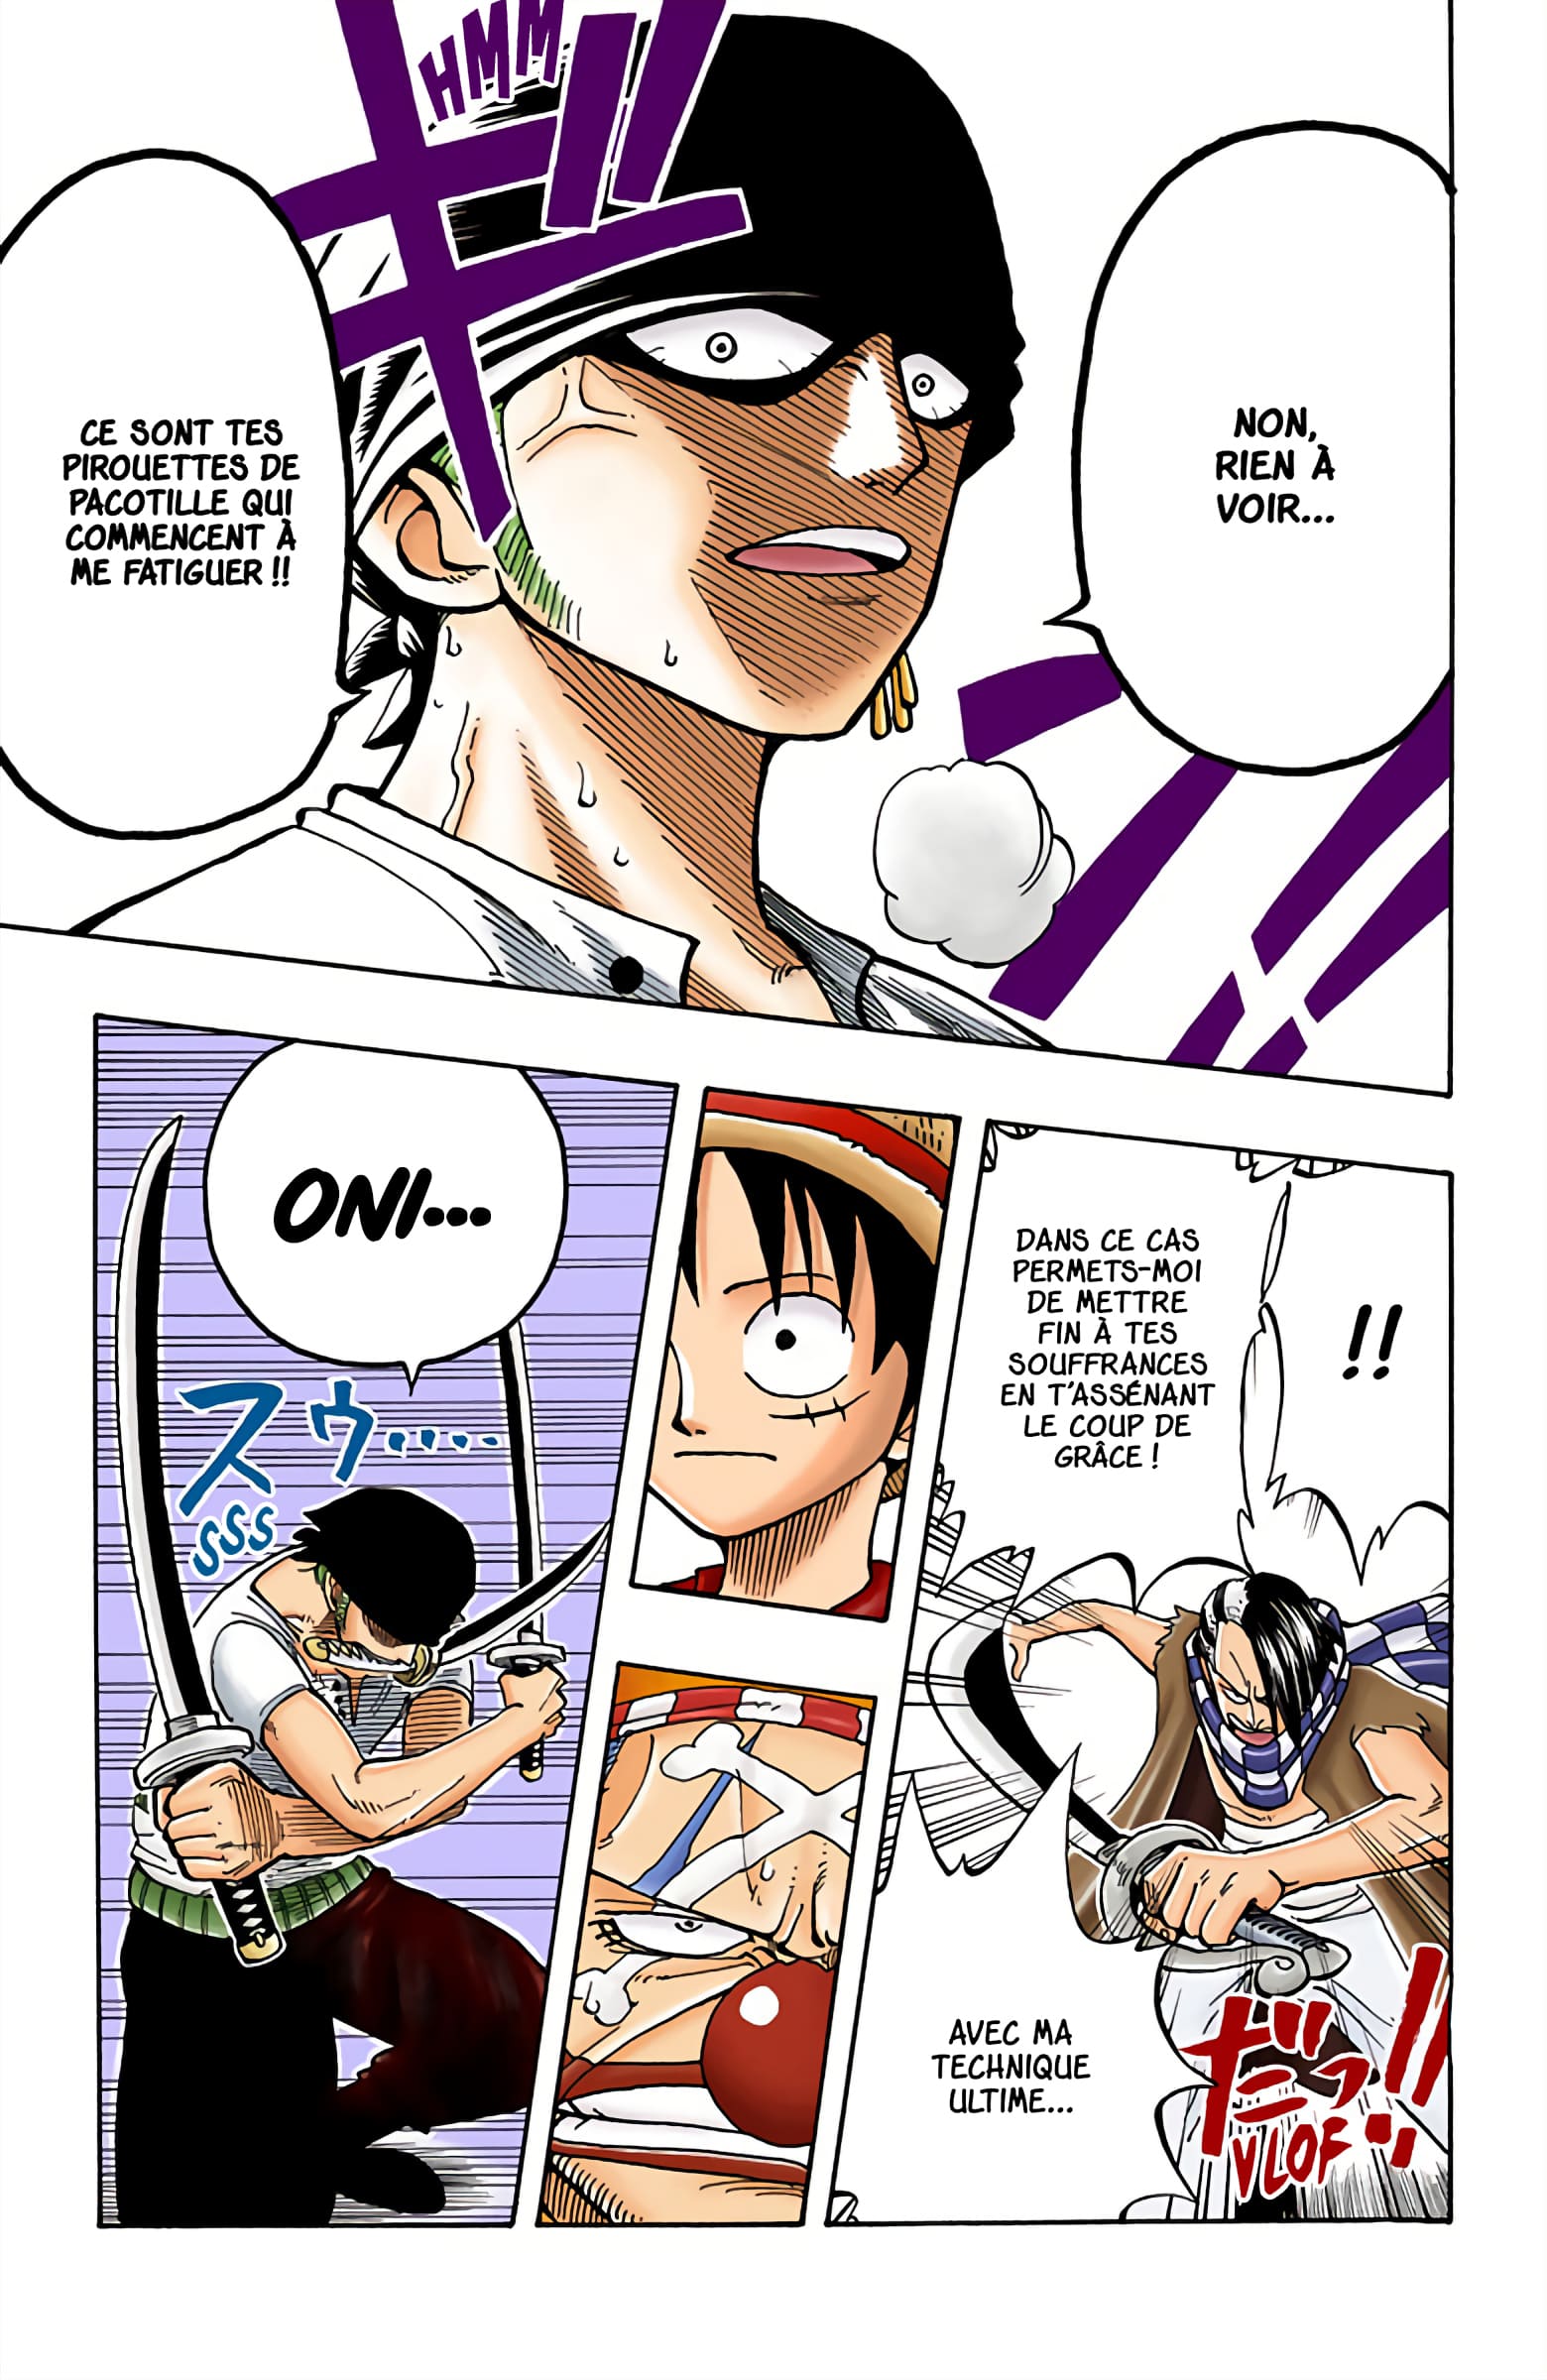 HMM
ギ!!
NON,
RIEN À
VOIR...
CE SONT TES
PIROUETTES DE
PACOTILLE QUI
COMMENCENT À
ME FATIGUER !!
!!
DANS CE CAS
PERMETS-MOI
DE METTRE
FIN À TES
SOUFFRANCES
EN T'ASSÉNANT
LE COUP DE
GRÂCE !
AVEC MA
TECHNIQUE
ULTIME...
VLOF
ONI...
スウ....
SSS